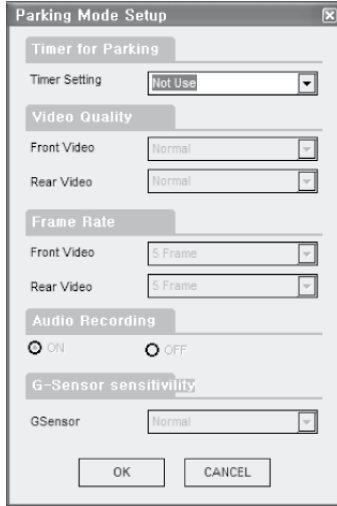 Parking Mode Setup
Timer for Parking
Timer Setting Not Use
Video Quality
Front Video Normal
Rear Video Normal
Frame Rate
Front Video 5 Frame
Rear Video 5 Frame
Audio Recording
ON OFF
G-Sensor sensitivility
GSensor Normal
OK CANCEL